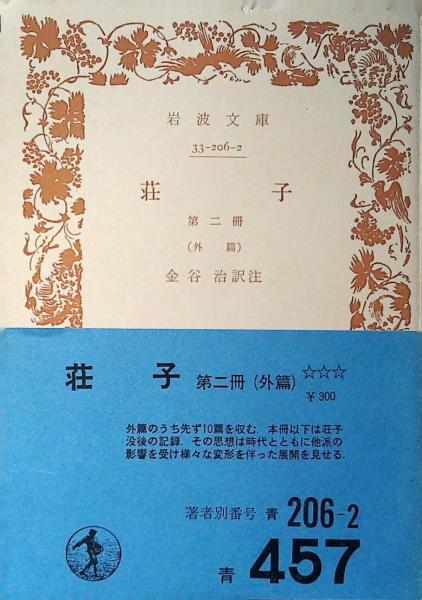 岩波文庫
33-206-2
荘子
第二冊
(外篇)
金谷治訳注
荘子 第二冊(外篇)☆☆☆
¥300
外篇のうち先ず10篇を収む．本冊以下は荘子
没後の記録．その思想は時代とともに他派の
影響を受け様々な変形を伴った展開を見せる．
著者別番号 青 206-2
青 457